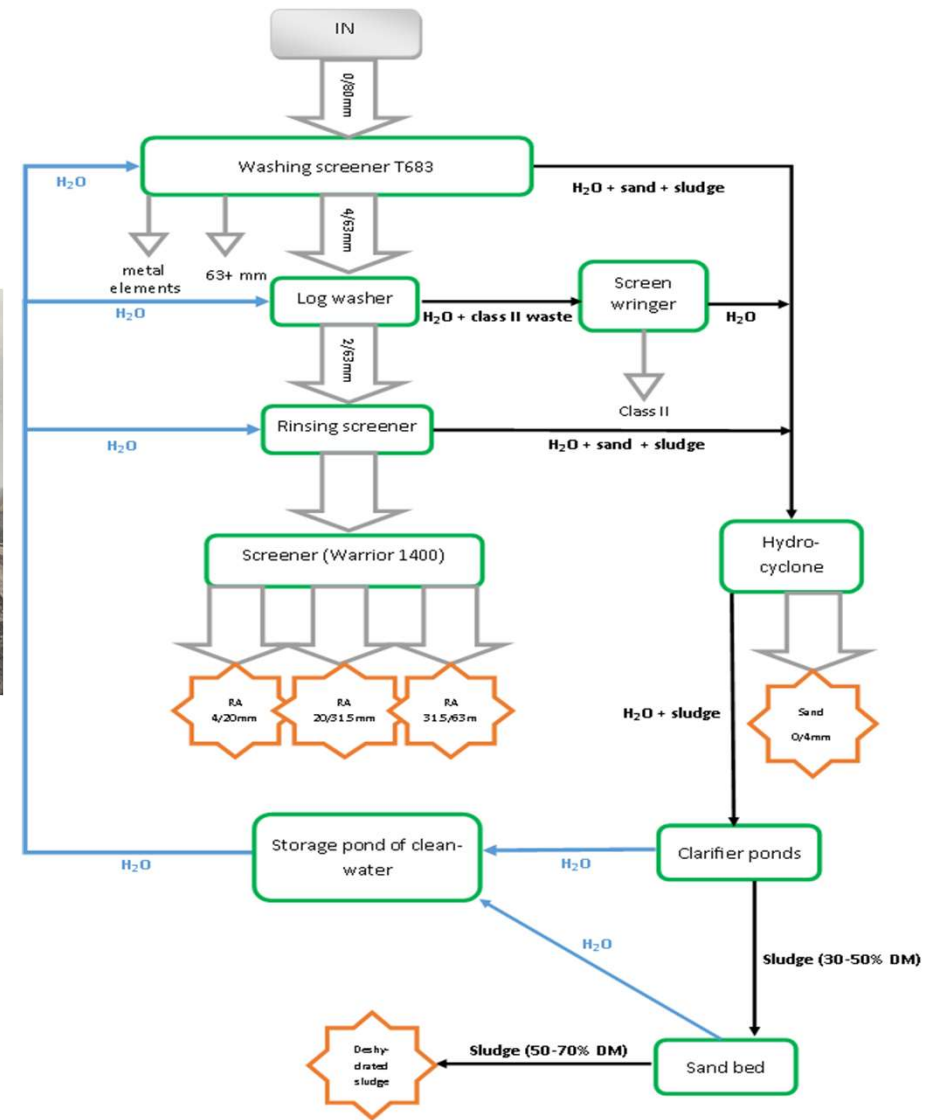 IN
0/80mm
Washing screener T683
H₂O
H₂O + sand + sludge
metal
elements
63+ mm
4/63mm
Log washer
H₂O
H₂O + class II waste
Screen
wringer
H₂O
Class II
2/63mm
Rinsing screener
H₂O
H₂O + sand + sludge
Screener (Warrior 1400)
Hydro-
cyclone
RA
4/20mm
RA
20/31.5mm
RA
31.5/63m
H₂O + sludge
Sand
0/4mm
Storage pond of clean-
water
H₂O
H₂O
Clarifier ponds
H₂O
Sludge (30-50% DM)
Deshy-
drated
sludge
Sludge (50-70% DM)
Sand bed